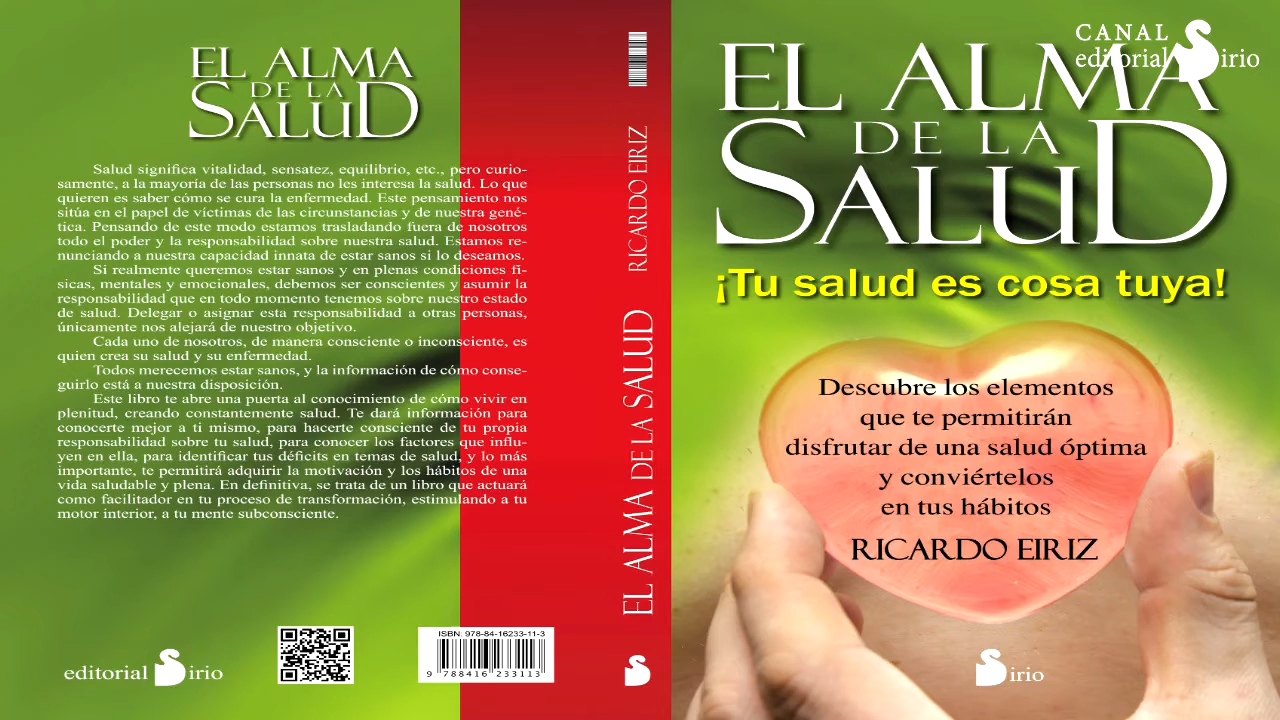 EL ALMA
DE LA
SALUD
Salud significa vitalidad, sensatez, equilibrio, etc., pero curio-
samente, a la mayoría de las personas no les interesa la salud. Lo que
quieren es saber cómo se cura la enfermedad. Este pensamiento nos
sitúa en el papel de víctimas de las circunstancias y de nuestra gené-
tica. Pensando de este modo estamos trasladando fuera de nosotros
todo el poder y la responsabilidad sobre nuestra salud. Estamos re-
nunciando a nuestra capacidad innata de estar sanos si lo deseamos.
Si realmente queremos estar sanos y en plenas condiciones fí-
sicas, mentales y emocionales, debemos ser conscientes y asumir la
responsabilidad que en todo momento tenemos sobre nuestro estado
de salud. Delegar o asignar esta responsabilidad a otras personas,
únicamente nos alejará de nuestro objetivo.
Cada uno de nosotros, de manera consciente o inconsciente, es
quien crea su salud y su enfermedad.
Todos merecemos estar sanos, y la información de cómo conse-
guirlo está a nuestra disposición.
Este libro te abre una puerta al conocimiento de cómo vivir en
plenitud, creando constantemente salud. Te dará información para
conocerte mejor a ti mismo, para hacerte consciente de tu propia
responsabilidad sobre tu salud, para conocer los factores que influ-
yen en ella, para identificar tus déficits en temas de salud, y lo más
importante, te permitirá adquirir la motivación y los hábitos de una
vida saludable y plena. En definitiva, se trata de un libro que actuará
como facilitador en tu proceso de transformación, estimulando a tu
motor interior, a tu mente subconsciente.
editorial Sirio
ISBN: 978-84-16233-11-3
9 788416 233113
EL ALMA DE LA SALUD RICARDO EIRIZ
CANAL
editorial Sirio
EL ALMA
DE LA
SALUD
¡Tu salud es cosa tuya!
Descubre los elementos
que te permitirán
disfrutar de una salud óptima
y conviértelos
en tus hábitos
RICARDO EIRIZ
Sirio